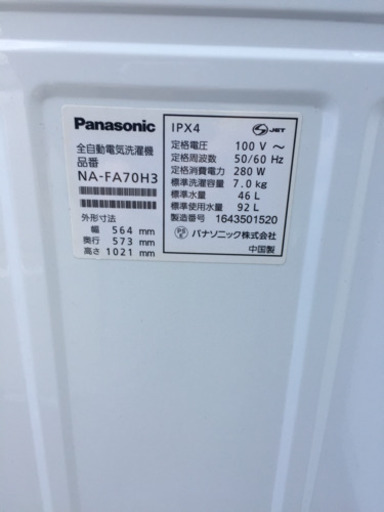 Panasonic
全自動電気洗濯機
品番
NA-FA70H3
外形寸法
幅 564 mm
奥行 573 mm
高さ 1021 mm
IPX4
S JET
定格電圧 100 V ～
定格周波数 50/60 Hz
定格消費電力 280 W
標準洗濯容量 7.0 kg
標準水量 46 L
標準使用水量 92 L
製造番号 1643501520
PS E パナソニック株式会社
中国製